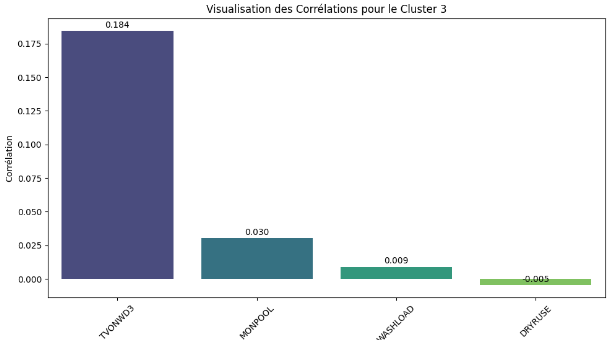 Visualisation des Corrélations pour le Cluster 3
Corrélation
0.175
0.150
0.125
0.100
0.075
0.050
0.025
0.000
0.184
0.030
0.009
-0.005
TVONWD3
MONPOOL
WASHLOAD
DRYRUSE